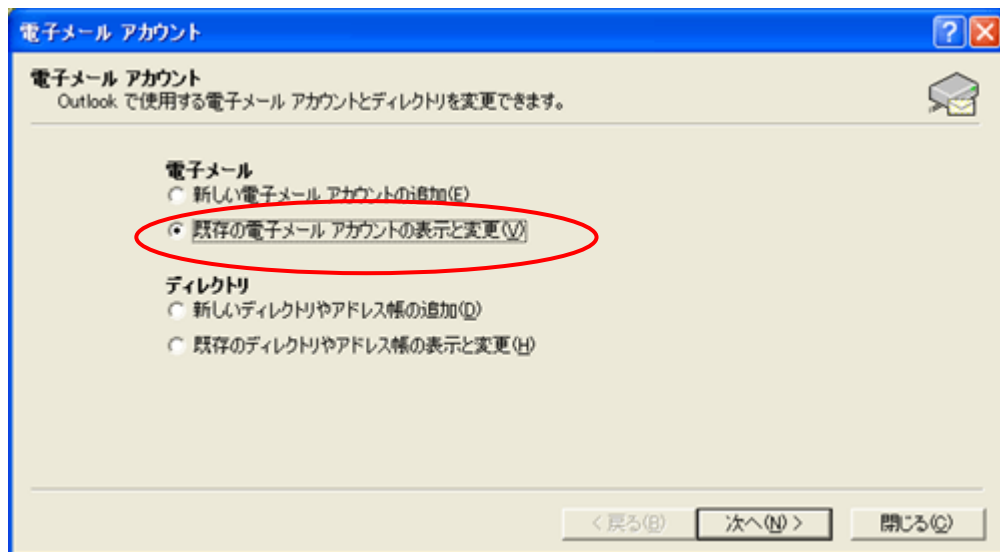 電子メール アカウント
電子メール アカウント
Outlook で使用する電子メール アカウントとディレクトリを変更できます。
電子メール
新しい電子メール アカウントの追加(E)
既存の電子メール アカウントの表示と変更(V)
ディレクトリ
新しいディレクトリやアドレス帳の追加(D)
既存のディレクトリやアドレス帳の表示と変更(H)
< 戻る(B) 次へ(N) > 閉じる(C)